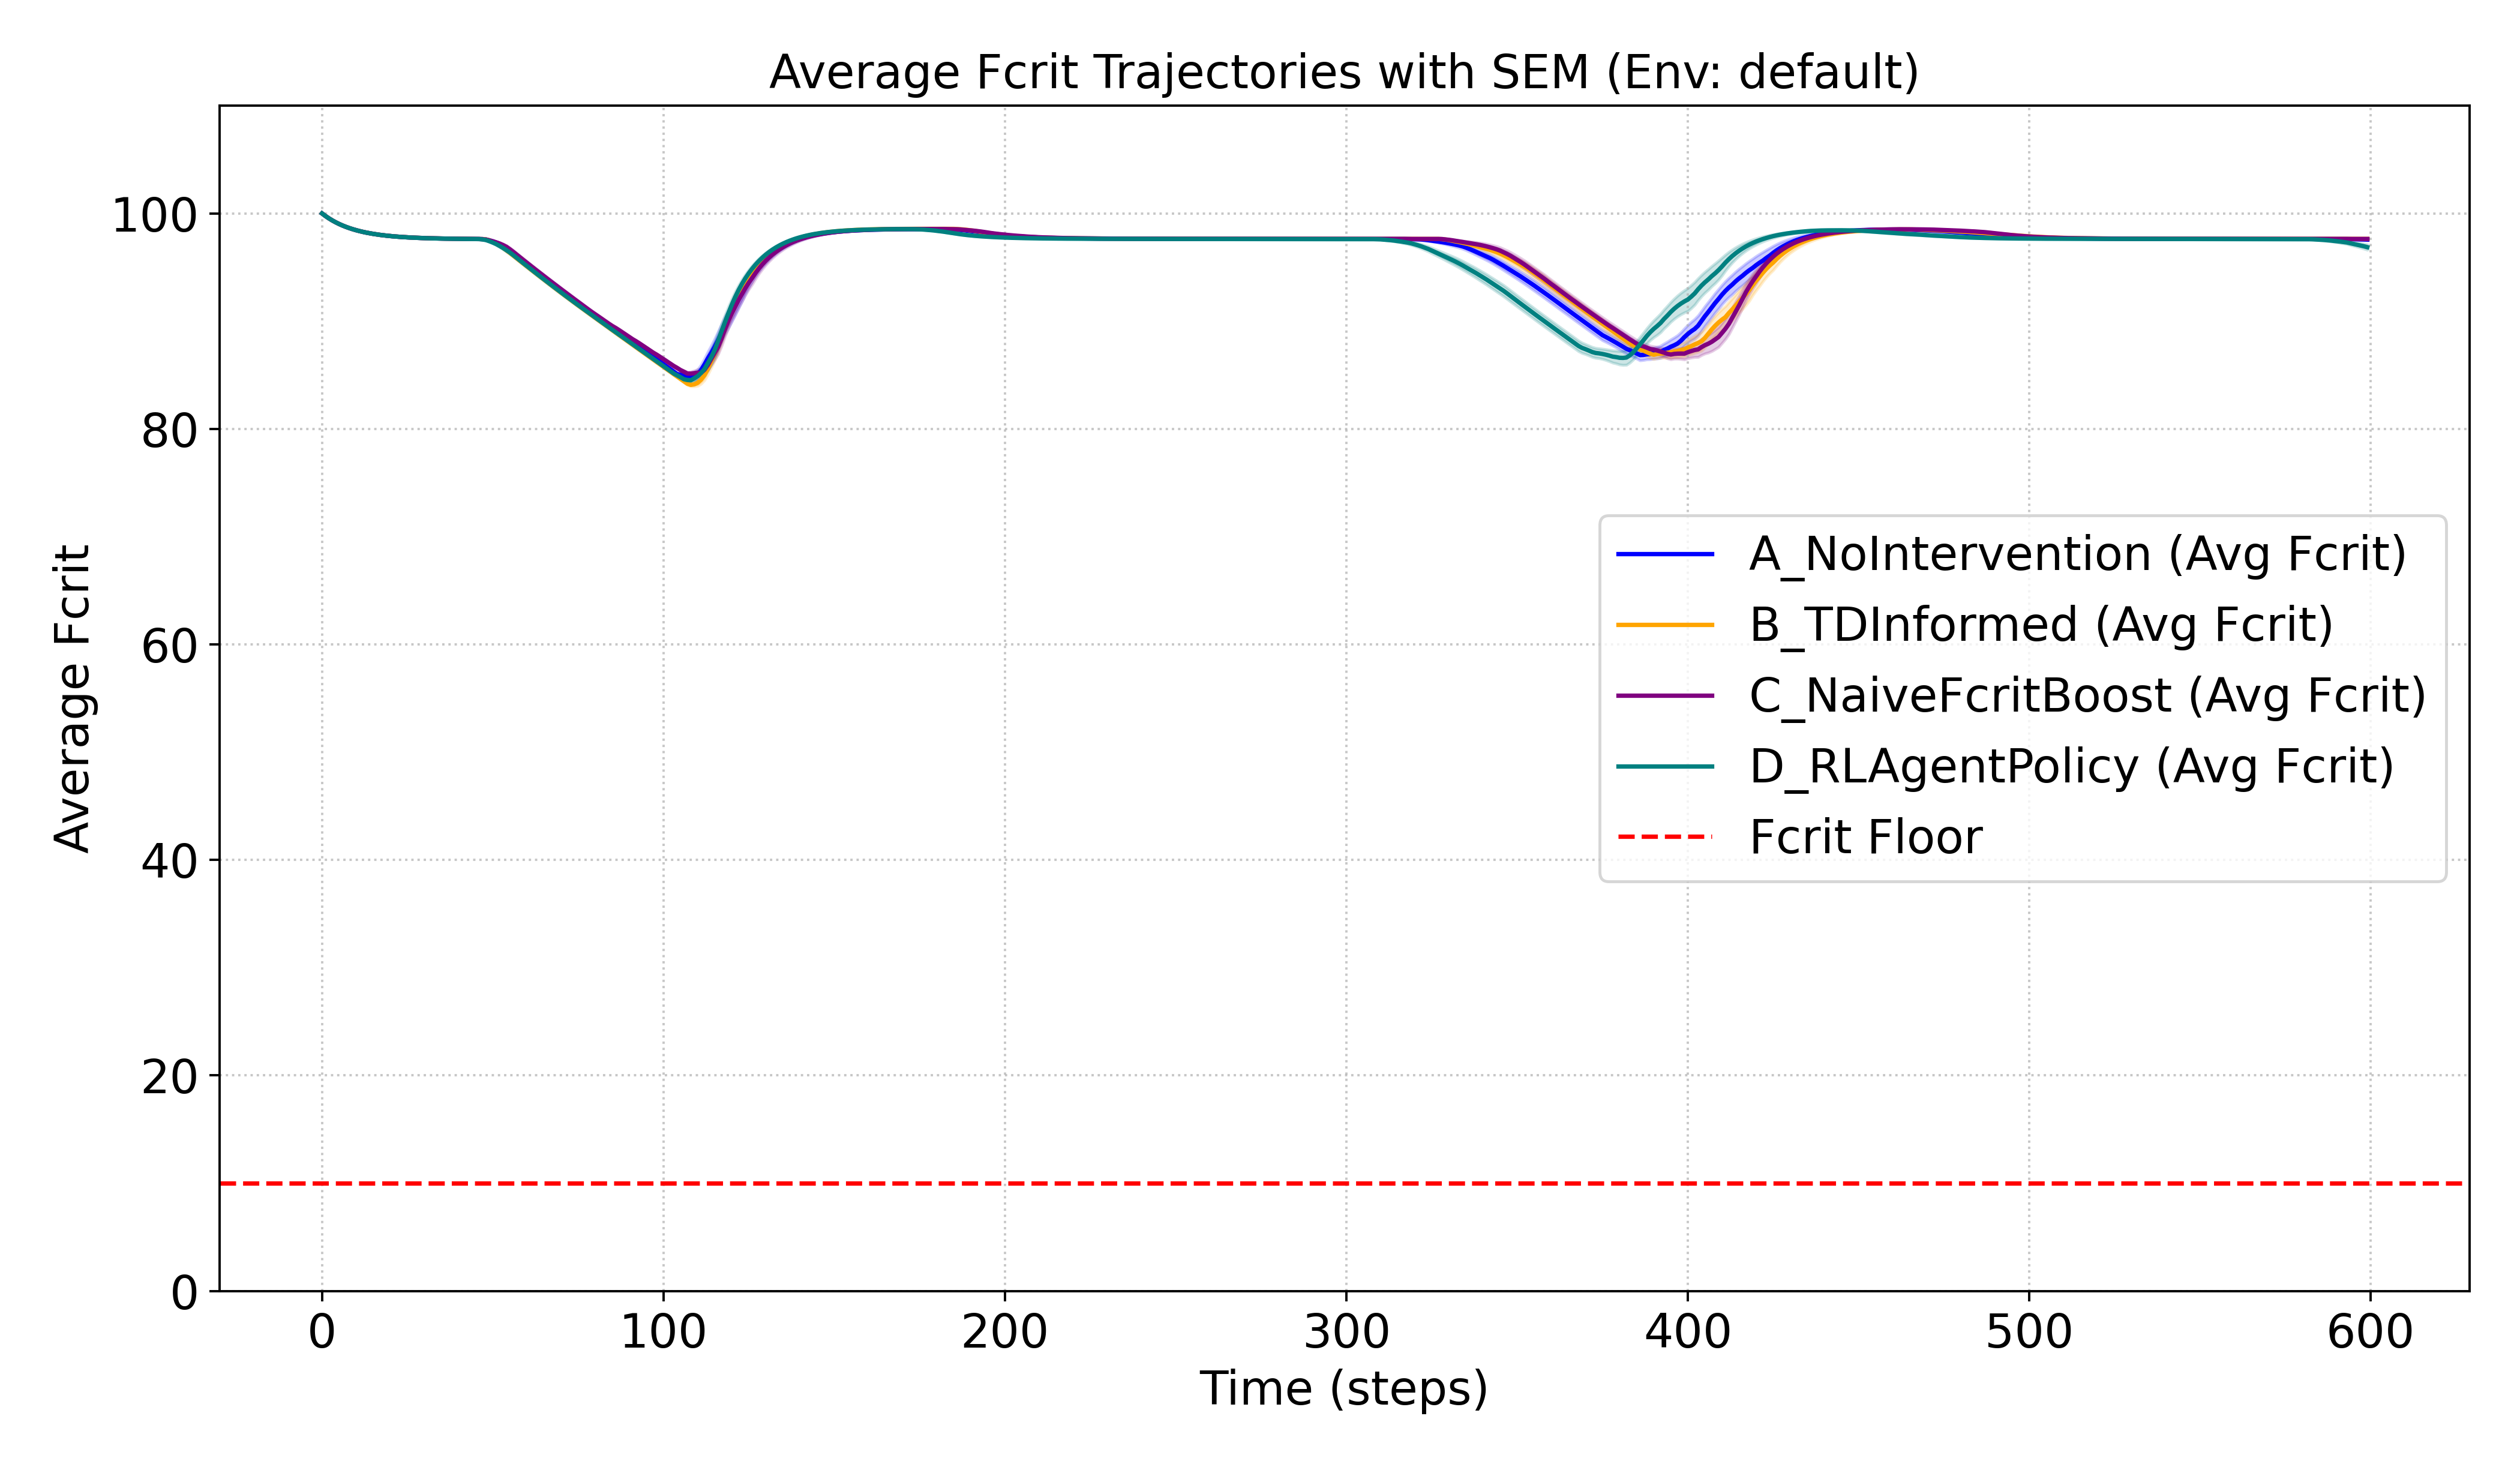 Average Fcrit Trajectories with SEM (Env: default)
Average Fcrit
100
80
60
40
20
0
A_NoIntervention (Avg Fcrit)
B_TDInformed (Avg Fcrit)
C_NaiveFcritBoost (Avg Fcrit)
D_RLAgentPolicy (Avg Fcrit)
Fcrit Floor
0 100 200 300 400 500 600
Time (steps)